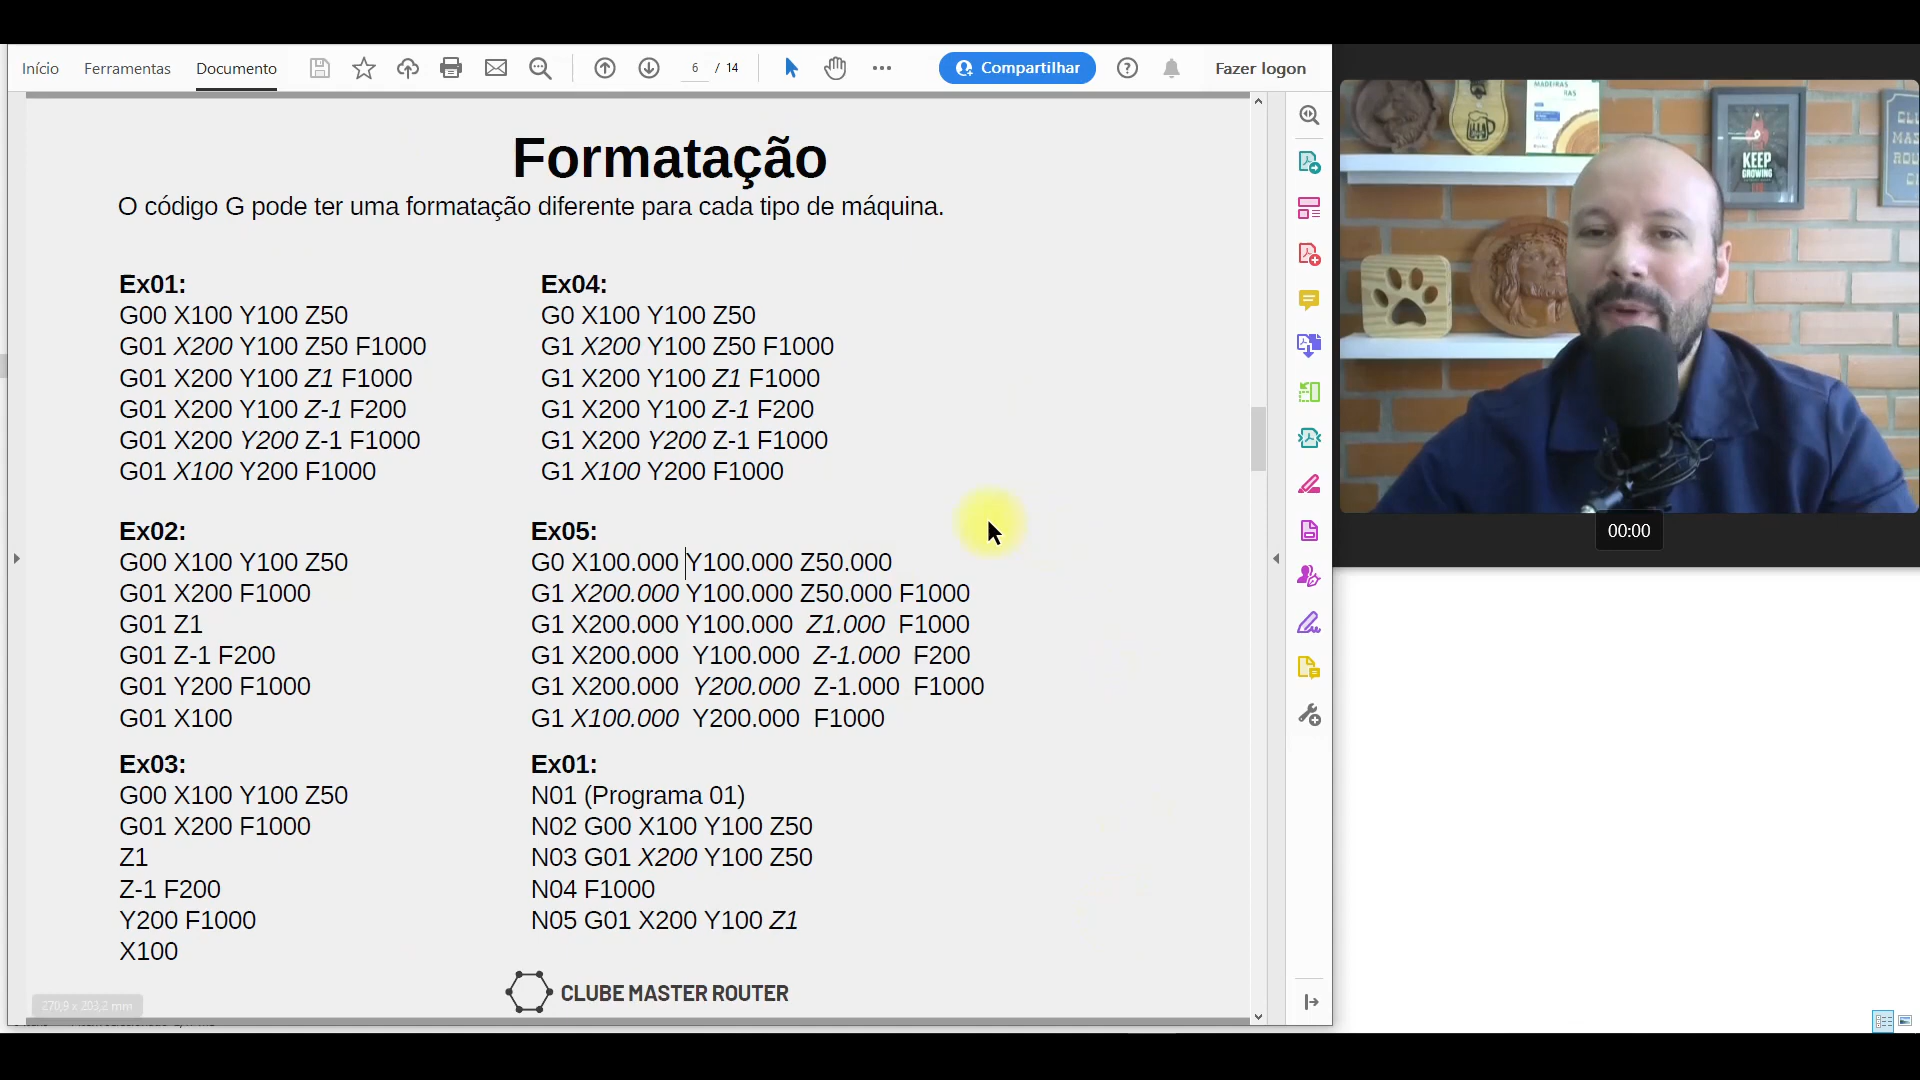 Início
Ferramentas
Documento
6 / 14
Compartilhar
Fazer logon
Formatação
O código G pode ter uma formatação diferente para cada tipo de máquina.
Ex01:
G00 X100 Y100 Z50
G01 X200 Y100 Z50 F1000
G01 X200 Y100 Z1 F1000
G01 X200 Y100 Z-1 F200
G01 X200 Y200 Z-1 F1000
G01 X100 Y200 F1000
Ex02:
G00 X100 Y100 Z50
G01 X200 F1000
G01 Z1
G01 Z-1 F200
G01 Y200 F1000
G01 X100
Ex03:
G00 X100 Y100 Z50
G01 X200 F1000
Z1
Z-1 F200
Y200 F1000
X100
Ex04:
G0 X100 Y100 Z50
G1 X200 Y100 Z50 F1000
G1 X200 Y100 Z1 F1000
G1 X200 Y100 Z-1 F200
G1 X200 Y200 Z-1 F1000
G1 X100 Y200 F1000
Ex05:
G0 X100.000 Y100.000 Z50.000
G1 X200.000 Y100.000 Z50.000 F1000
G1 X200.000 Y100.000 Z1.000 F1000
G1 X200.000 Y100.000 Z-1.000 F200
G1 X200.000 Y200.000 Z-1.000 F1000
G1 X100.000 Y200.000 F1000
Ex01:
N01 (Programa 01)
N02 G00 X100 Y100 Z50
N03 G01 X200 Y100 Z50
N04 F1000
N05 G01 X200 Y100 Z1
CLUBE MASTER ROUTER
270,9 x 203,2 mm
MADEIRAS
KEEP
GROWING
00:00